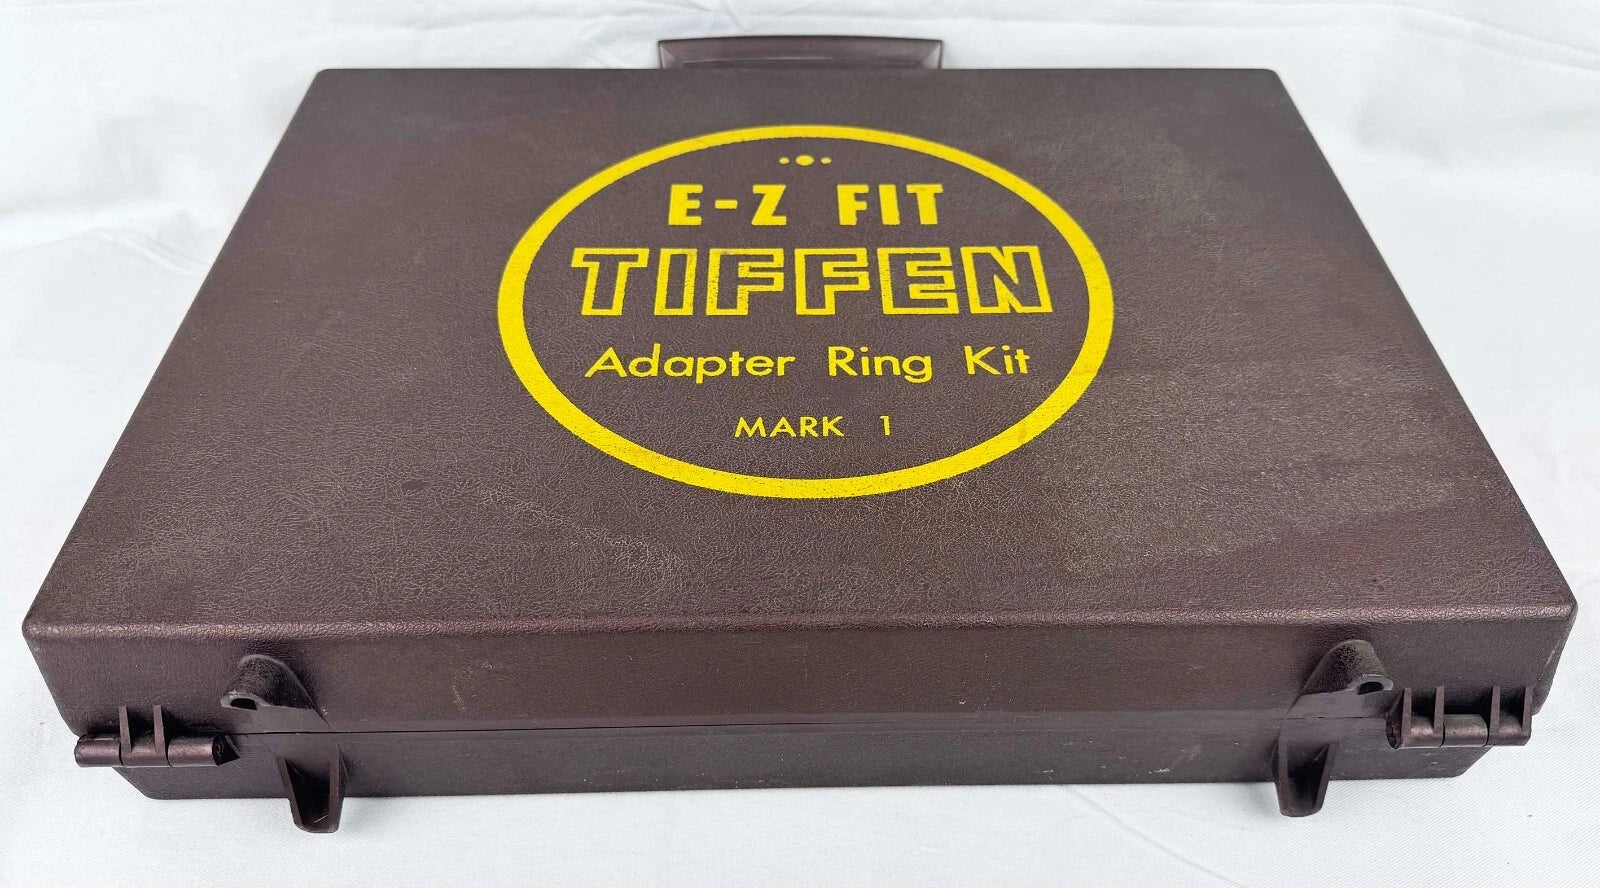 E-Z FIT
TIFFEN
Adapter Ring Kit
MARK 1